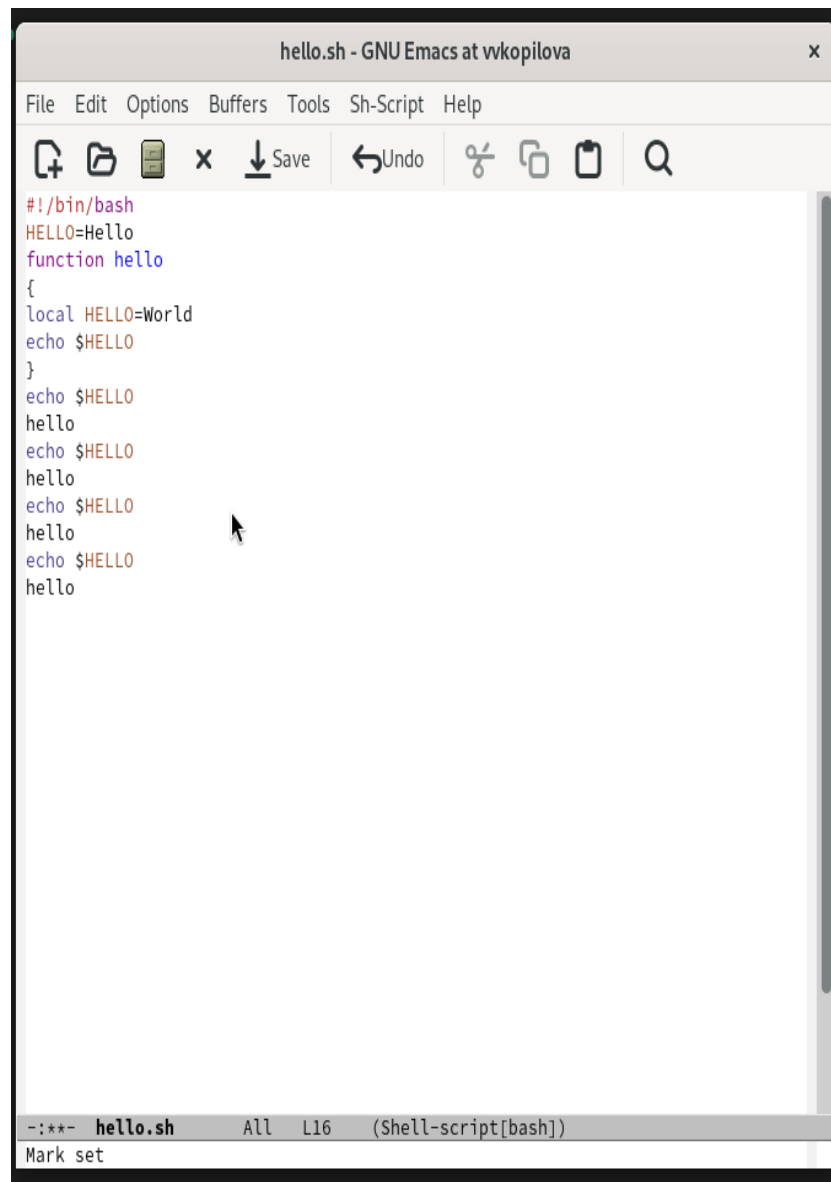 hello.sh - GNU Emacs at vvkopilova ×
File Edit Options Buffers Tools Sh-Script Help
Save Undo
#!/bin/bash
HELLO=Hello
function hello
{
local HELLO=World
echo $HELLO
}
echo $HELLO
hello
echo $HELLO
hello
echo $HELLO
hello
echo $HELLO
hello
-:**- hello.sh All L16 (Shell-script[bash])
Mark set